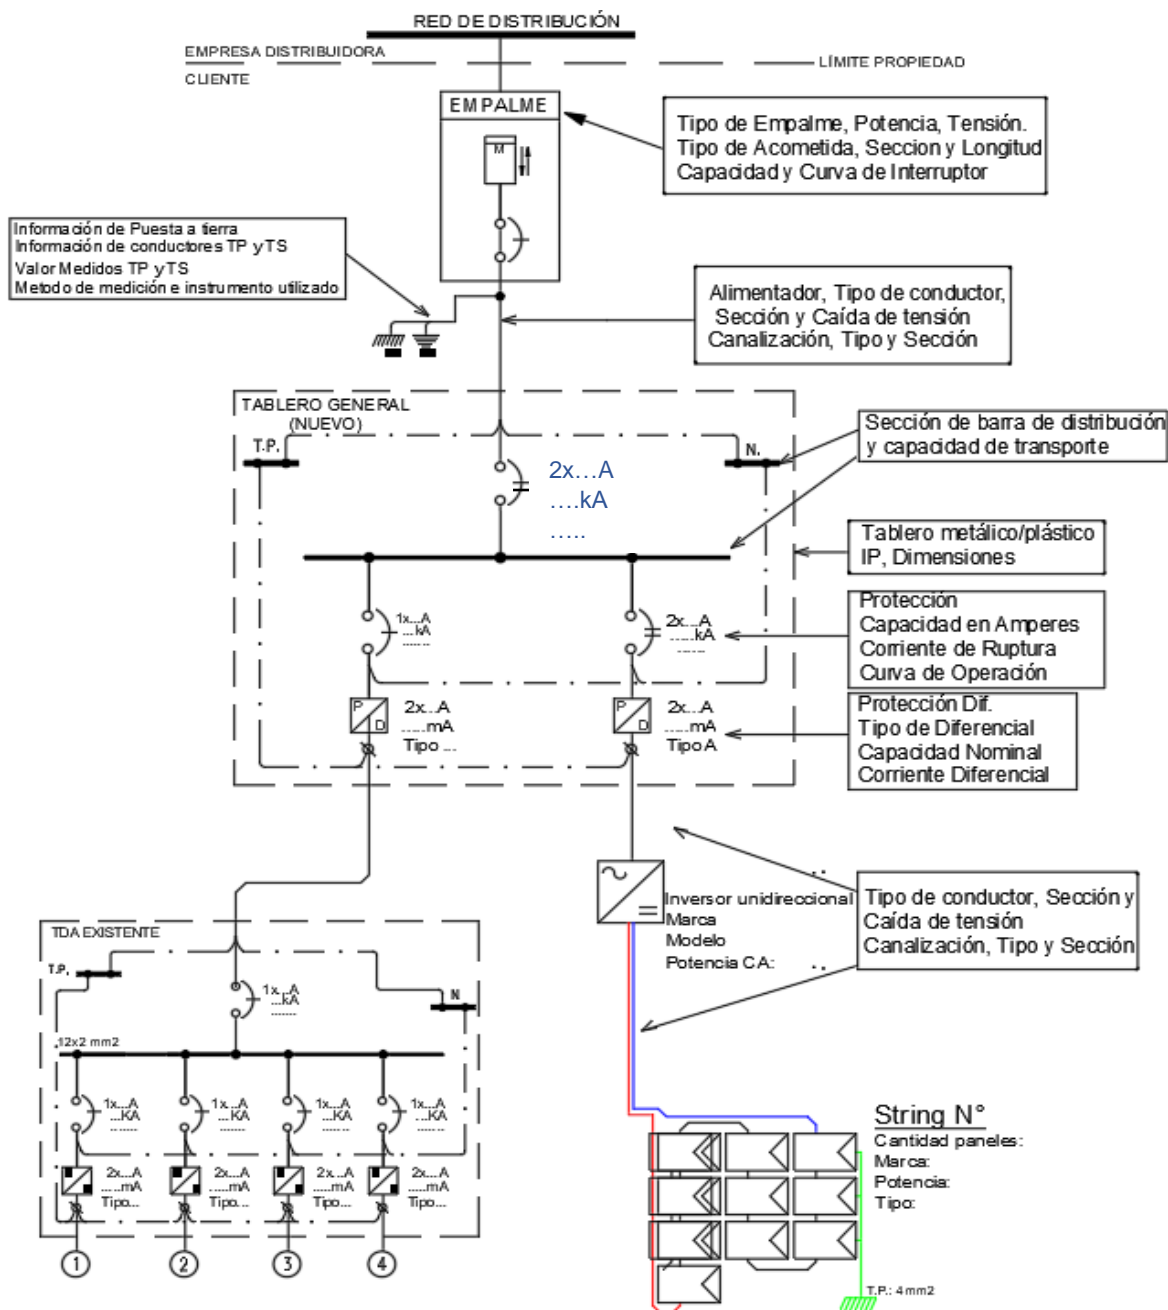 RED DE DISTRIBUCIÓN
EMPRESA DISTRIBUIDORA
LÍMITE PROPIEDAD
CLIENTE
EMPALME
M
Tipo de Empalme, Potencia, Tensión.
Tipo de Acometida, Seccion y Longitud
Capacidad y Curva de Interruptor
Información de Puesta a tierra
Información de conductores TP y TS
Valor Medidos TP y TS
Metodo de medición e instrumento utilizado
Alimentador, Tipo de conductor,
Sección y Caída de tensión
Canalización, Tipo y Sección
TABLERO GENERAL
(NUEVO)
T.P.
N.
2x...A
....kA
.....
Sección de barra de distribución
y capacidad de transporte
Tablero metálico/plástico
IP, Dimensiones
1x...A
...kA
.......
2x...A
.....kA
.......
Protección
Capacidad en Amperes
Corriente de Ruptura
Curva de Operación
P
D
2x...A
.....mA
Tipo ...
P
D
2x...A
.....mA
Tipo A
Protección Dif.
Tipo de Diferencial
Capacidad Nominal
Corriente Diferencial
Inversor unidireccional
Marca
Modelo
Potencia CA:
Tipo de conductor, Sección y
Caída de tensión
Canalización, Tipo y Sección
TDA EXISTENTE
T.P.
N
1x...A
...kA
.......
12x2 mm2
1x...A
...KA
.......
1x...A
...KA
.......
1x...A
...KA
.......
1x...A
...KA
.......
2x...A
.....mA
Tipo...
2x...A
.....mA
Tipo...
2x...A
.....mA
Tipo...
2x...A
.....mA
Tipo...
1
2
3
4
String N°
Cantidad paneles:
Marca:
Potencia:
Tipo:
T.P.: 4mm2